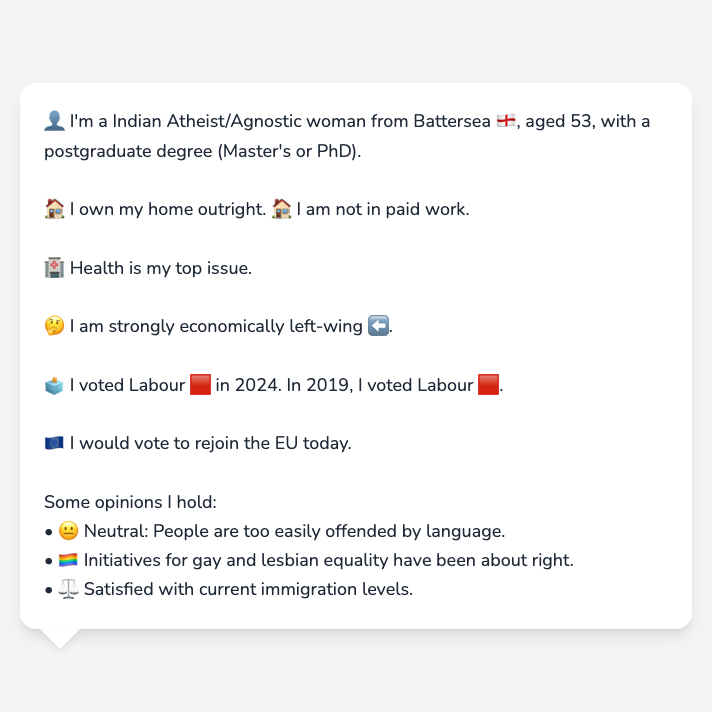 👤 I'm a Indian Atheist/Agnostic woman from Battersea 🏴󠁧󠁢󠁥󠁮󠁧󠁿, aged 53, with a
postgraduate degree (Master's or PhD).
🏠 I own my home outright. 🏠 I am not in paid work.
🏥 Health is my top issue.
🤔 I am strongly economically left-wing ⬅️.
🗳️ I voted Labour 🟥 in 2024. In 2019, I voted Labour 🟥.
🇪🇺 I would vote to rejoin the EU today.
Some opinions I hold:
• 😐 Neutral: People are too easily offended by language.
• 🏳️‍🌈 Initiatives for gay and lesbian equality have been about right.
• ⚖️ Satisfied with current immigration levels.